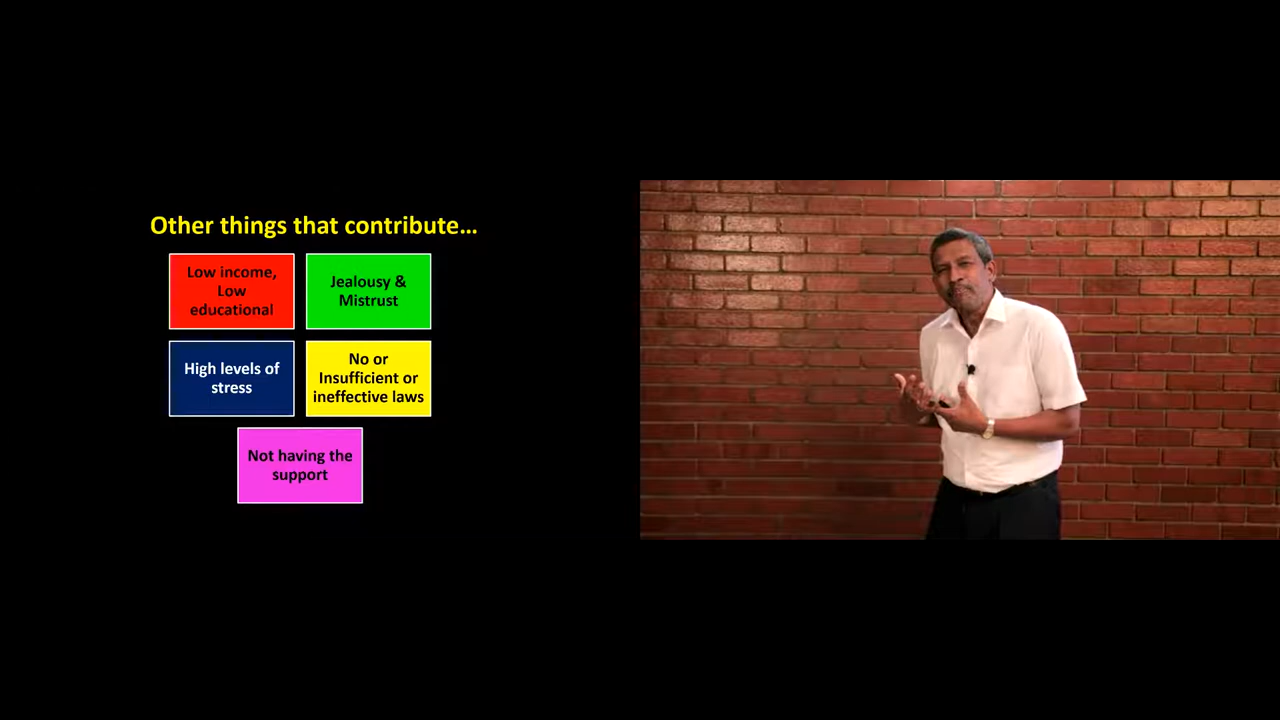 Other things that contribute...
Low income,
Low
educational
Jealousy &
Mistrust
High levels of
stress
No or
Insufficient or
ineffective laws
Not having the
support